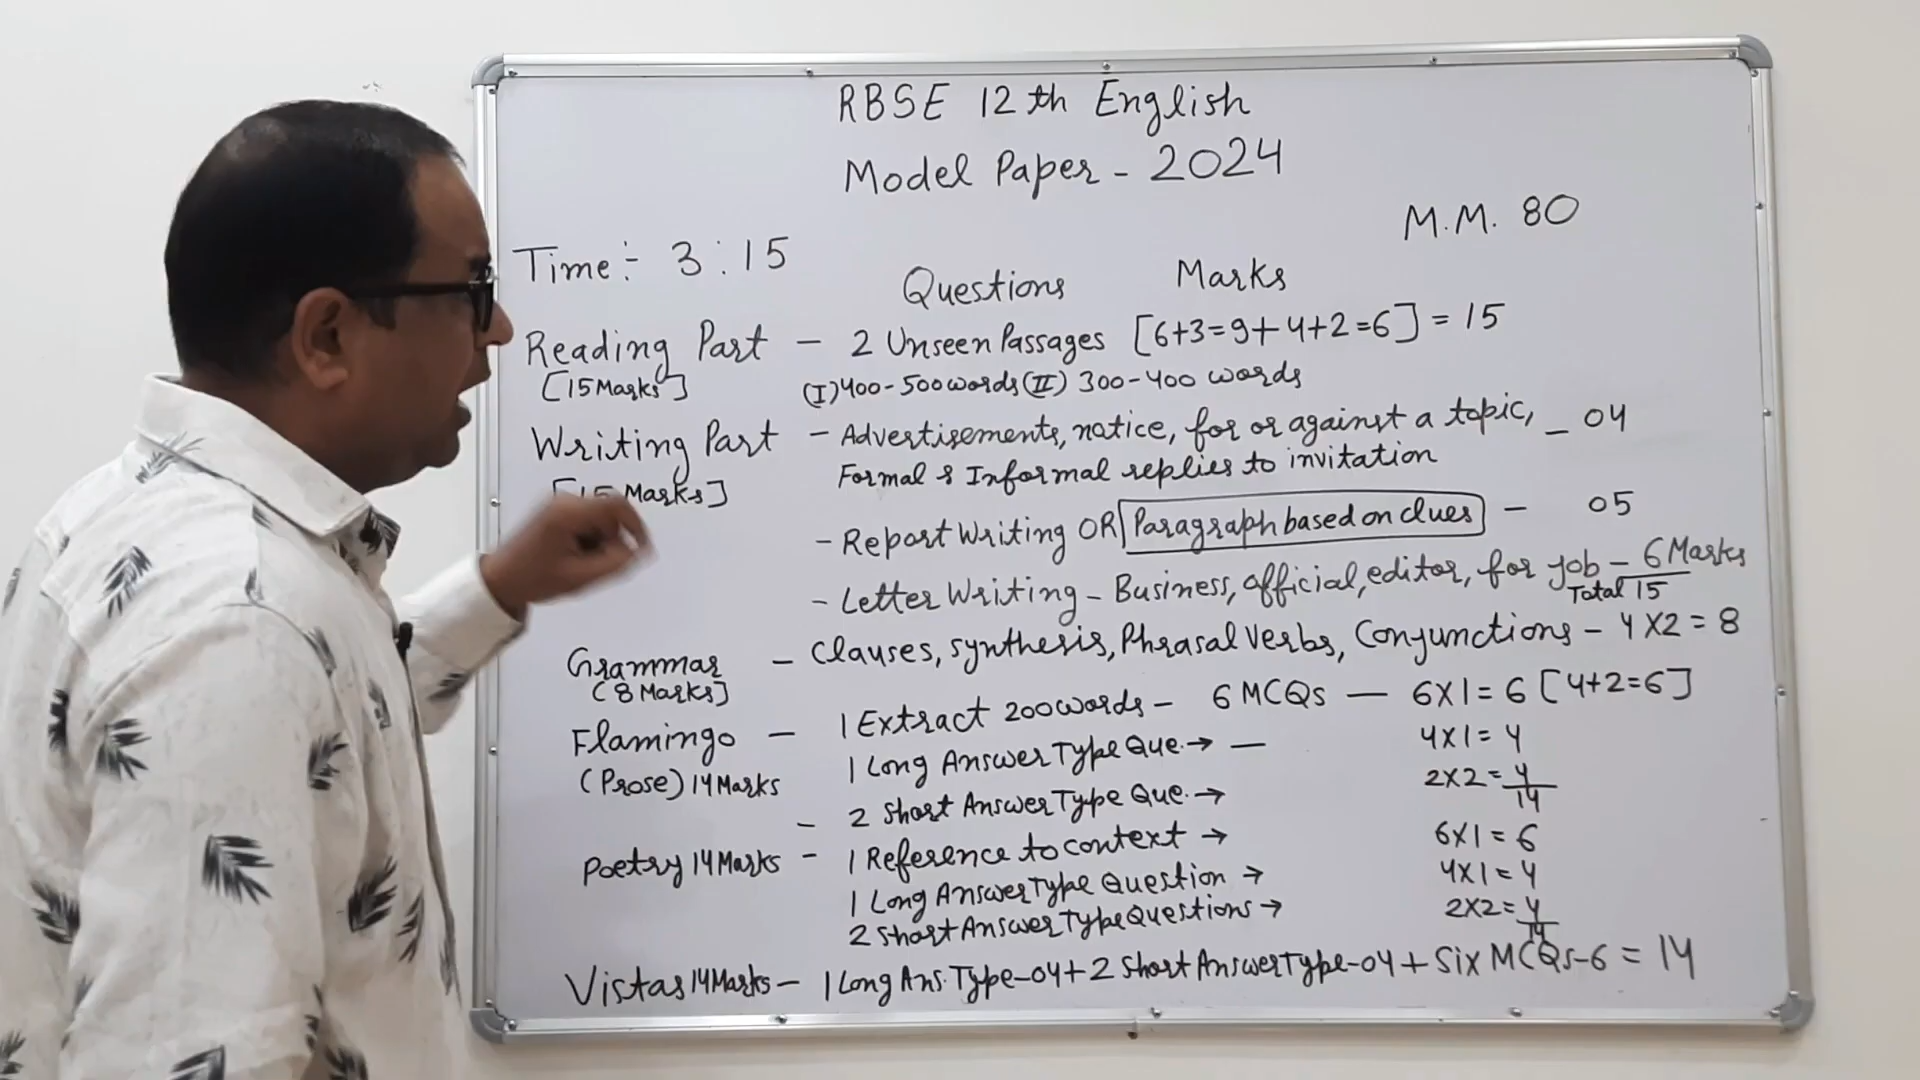 RBSE 12th English
Model Paper - 2024
M.M. 80
Time:- 3:15
Questions Marks
Reading Part - 2 Unseen Passages [6+3=9+4+2=6] = 15
[15 Marks] (I) 400-500 words (II) 300-400 words
Writing Part - Advertisements, notice, for or against a topic, - 04
[15 Marks] Formal & Informal replies to invitation
- Report Writing OR Paragraph based on clues - 05
- Letter Writing - Business, official, editor, for job - 6 Marks
Total 15
Grammar - Clauses, synthesis, Phrasal Verbs, Conjunctions - 4X2 = 8
(8 Marks]
Flamingo - 1 Extract 200 words - 6 MCQs - 6X1 = 6 [4+2=6]
(Prose) 14 Marks 1 Long Answer Type Que. → - 4X1 = 4
- 2 Short Answer Type Que. → 2X2 = 4
14
Poetry 14 Marks - 1 Reference to context → 6X1 = 6
1 Long Answer Type Question → 4X1 = 4
2 Short Answer Type Questions → 2X2 = 4
14
Vistas 14 Marks - 1 Long Ans. Type-04 + 2 Short Answer Type-04 + Six MCQs-6 = 14